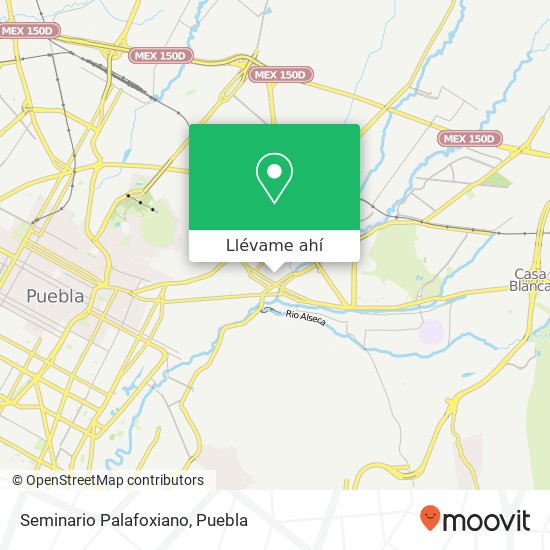 MEX 150D
MEX 150D
MEX 150D
MEX 150D
Llévame ahí
Puebla
Casa
Blanca
Rio Alseca
© OpenStreetMap contributors
Seminario Palafoxiano, Puebla
moovit